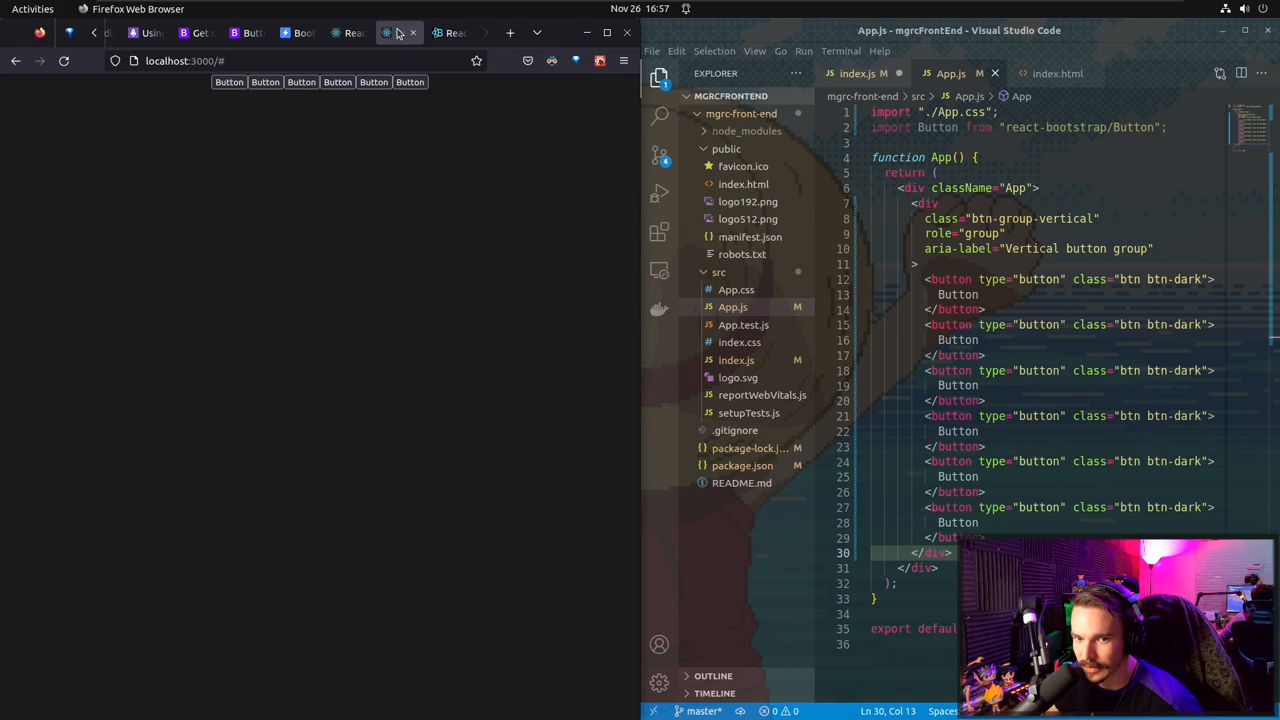 Activities
Firefox Web Browser
Nov 26 16:57
Usin
Get s
Butt
Boot
Reac
Reac
localhost:3000/#
Button Button Button Button Button Button
App.js - mgrcFrontEnd - Visual Studio Code
File Edit Selection View Go Run Terminal Help
EXPLORER
MGRCFRONTEND
mgrc-front-end
node_modules
public
favicon.ico
index.html
logo192.png
logo512.png
manifest.json
robots.txt
src
App.css
App.js M
App.test.js
index.css
index.js M
logo.svg
reportWebVitals.js
setupTests.js
.gitignore
package-lock.j... M
package.json M
README.md
OUTLINE
TIMELINE
1
4
index.js M
App.js M
index.html
mgrc-front-end > src > App.js > App
1 import "./App.css";
2 import Button from "react-bootstrap/Button";
3
4 function App() {
5 return (
6 <div className="App">
7 <div
8 class="btn-group-vertical"
9 role="group"
10 aria-label="Vertical button group"
11 >
12 <button type="button" class="btn btn-dark">
13 Button
14 </button>
15 <button type="button" class="btn btn-dark">
16 Button
17 </button>
18 <button type="button" class="btn btn-dark">
19 Button
20 </button>
21 <button type="button" class="btn btn-dark">
22 Button
23 </button>
24 <button type="button" class="btn btn-dark">
25 Button
26 </button>
27 <button type="button" class="btn btn-dark">
28 Button
29 </butt
30 </div>
31 </div>
32 );
33 }
34
35 export defaul
36
master*
0 0
Ln 30, Col 13
Spaces